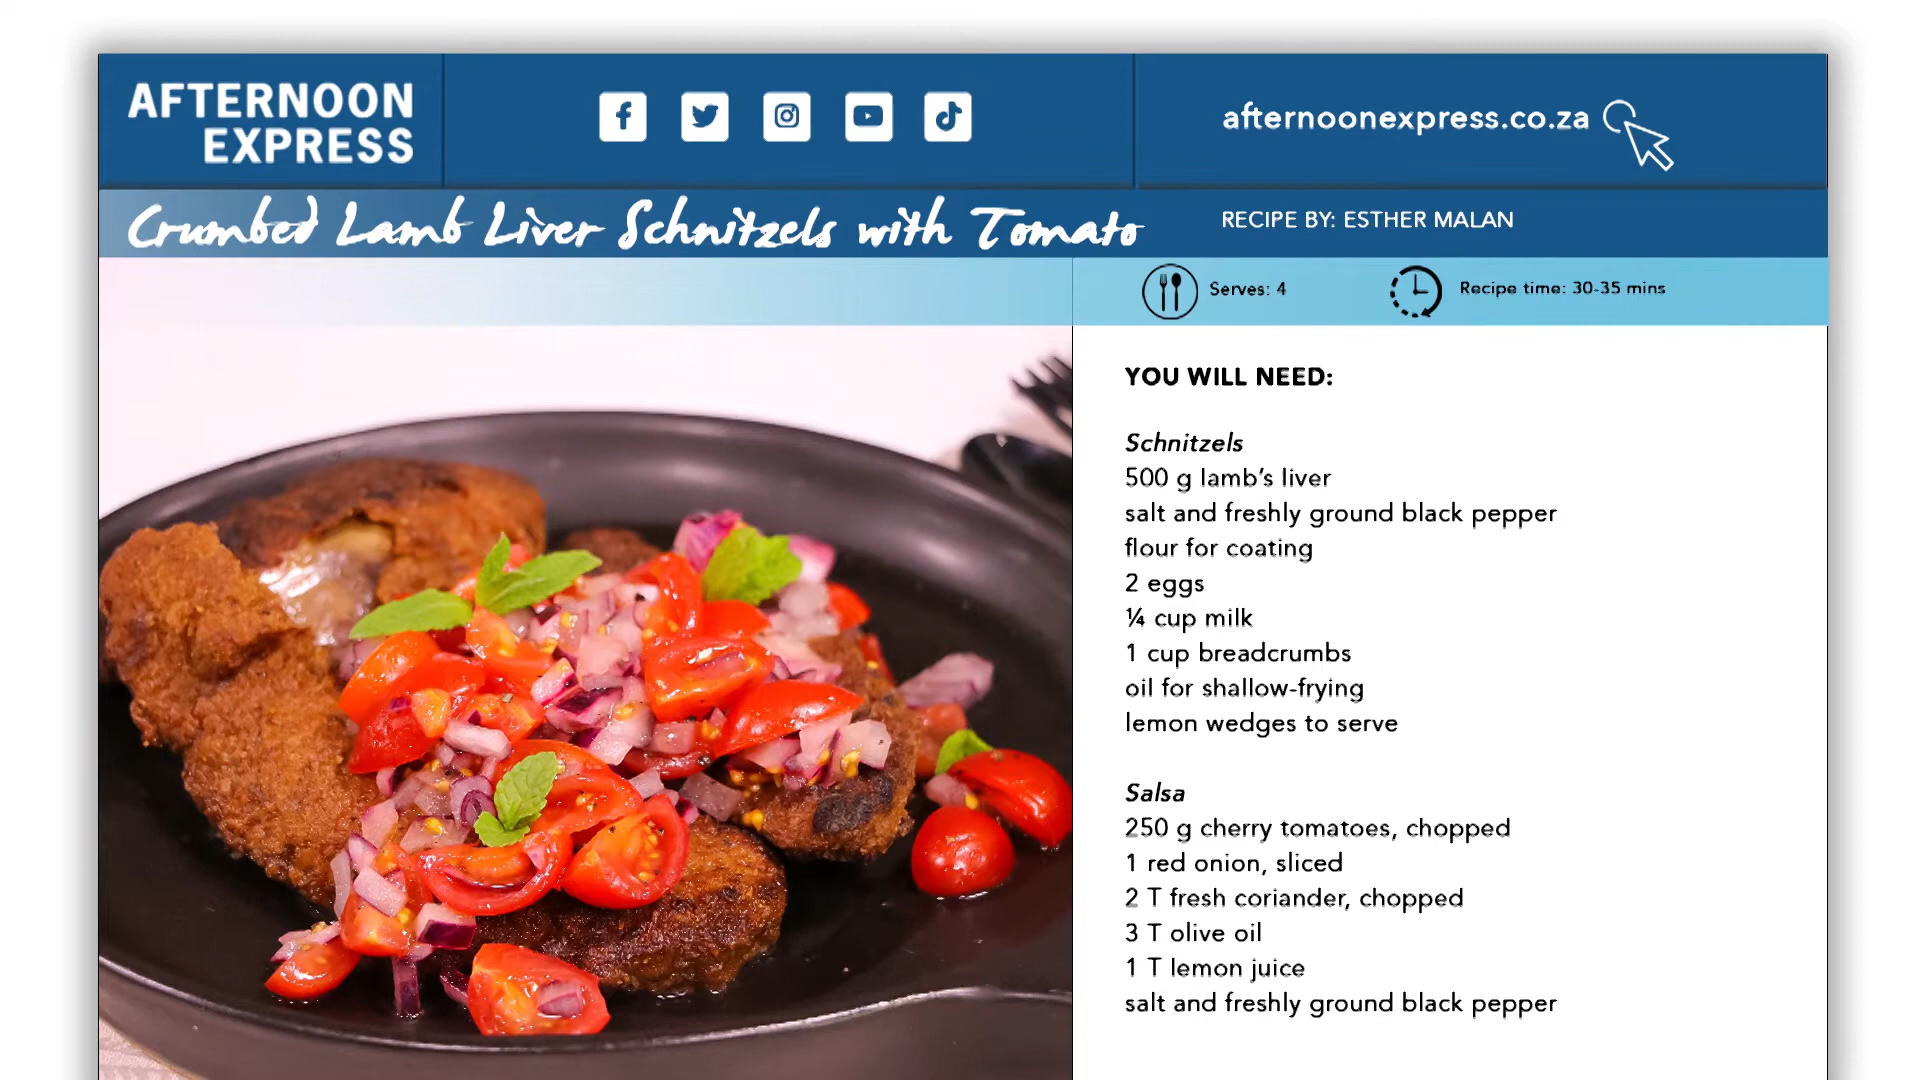 AFTERNOON
EXPRESS
afternoonexpress.co.za
Crumbed Lamb Liver Schnitzels with Tomato
RECIPE BY: ESTHER MALAN
Serves: 4
Recipe time: 30-35 mins
YOU WILL NEED:
Schnitzels
500 g lamb’s liver
salt and freshly ground black pepper
flour for coating
2 eggs
¼ cup milk
1 cup breadcrumbs
oil for shallow-frying
lemon wedges to serve
Salsa
250 g cherry tomatoes, chopped
1 red onion, sliced
2 T fresh coriander, chopped
3 T olive oil
1 T lemon juice
salt and freshly ground black pepper